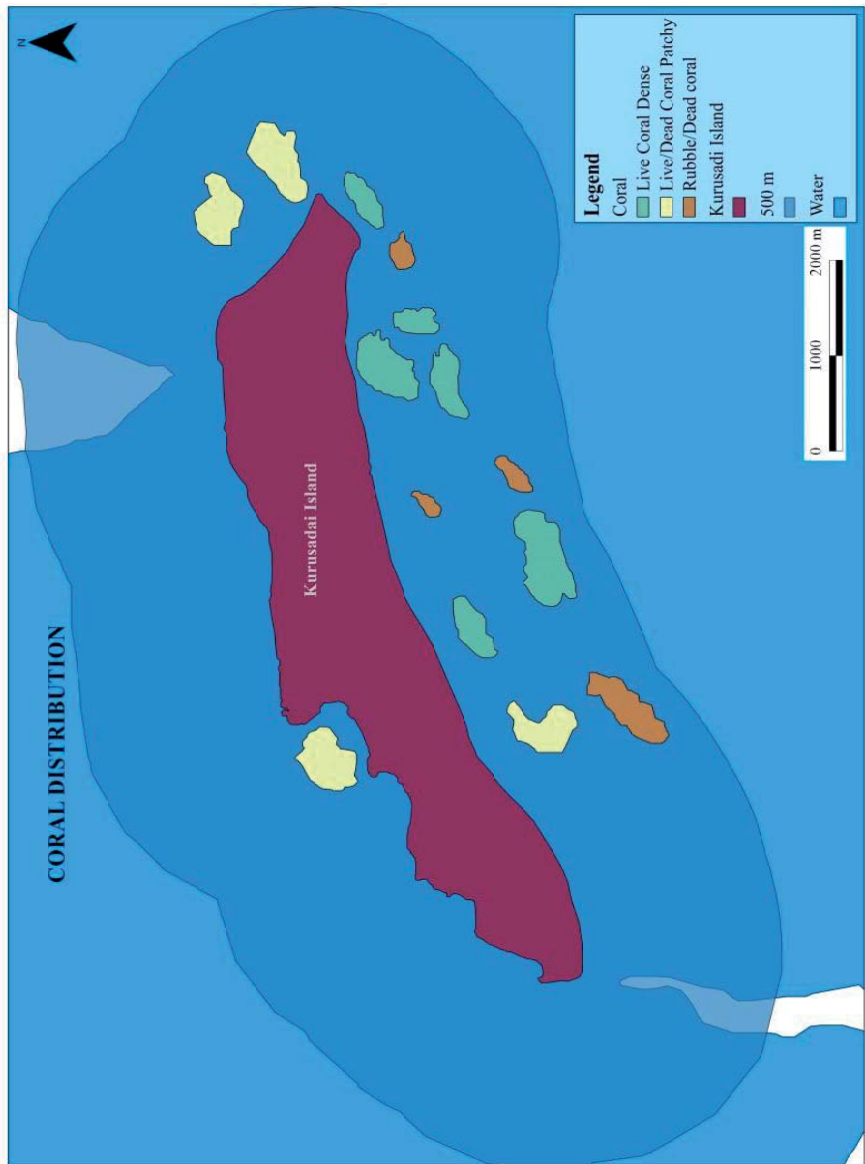 CORAL DISTRIBUTION
N
Kurusadai Island
Legend
Coral
Live Coral Dense
Live/Dead Coral Patchy
Rubble/Dead coral
Kurusadi Island
500 m
Water
0 1000 2000 m